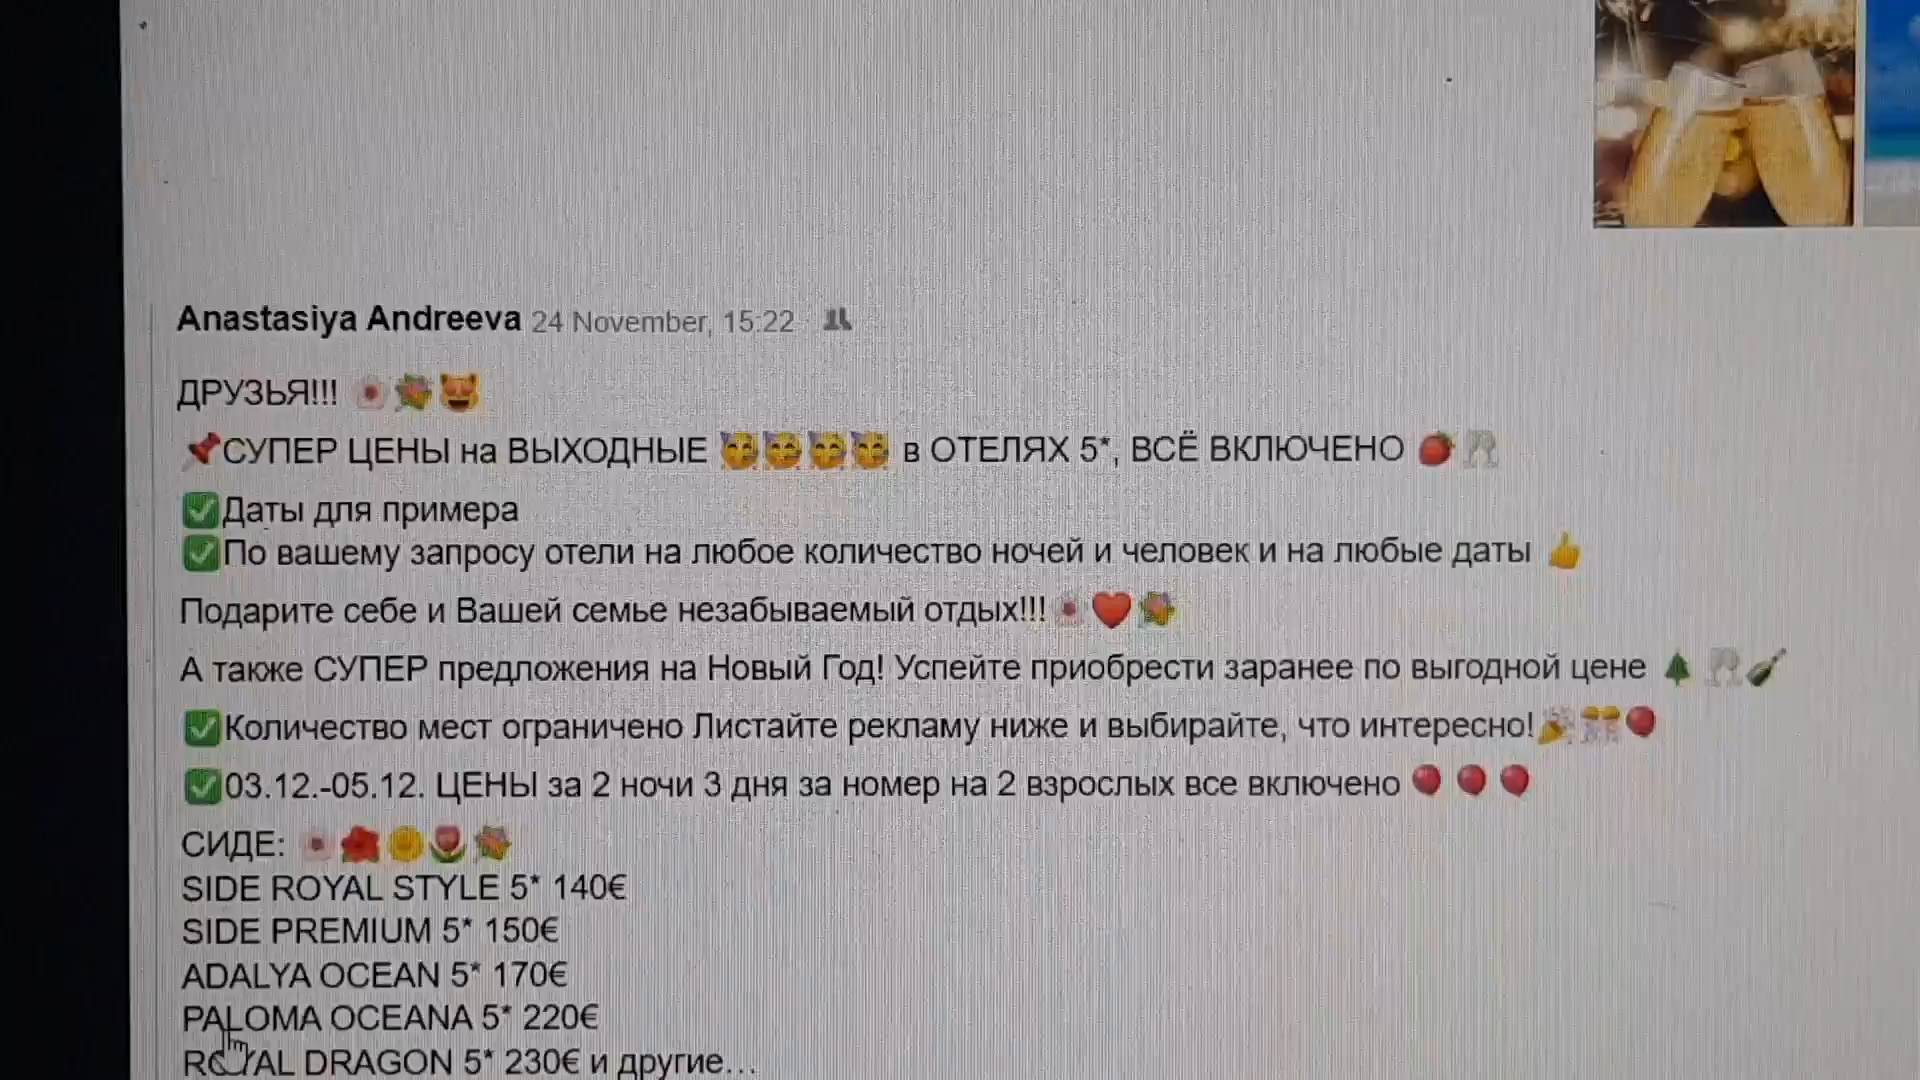 Anastasiya Andreeva 24 November, 15:22
ДРУЗЬЯ!!! 🌸💐😻
📌СУПЕР ЦЕНЫ на ВЫХОДНЫЕ 🥳🥳🥳🥳 в ОТЕЛЯХ 5*, ВСЁ ВКЛЮЧЕНО 🍓🥂
✅Даты для примера
✅По вашему запросу отели на любое количество ночей и человек и на любые даты 👍
Подарите себе и Вашей семье незабываемый отдых!!!🌸❤️💐
А также СУПЕР предложения на Новый Год! Успейте приобрести заранее по выгодной цене 🌲🥂🍾
✅Количество мест ограничено Листайте рекламу ниже и выбирайте, что интересно!🎉🎊🎈
✅03.12.-05.12. ЦЕНЫ за 2 ночи 3 дня за номер на 2 взрослых все включено 🎈🎈🎈
СИДЕ: 🌸🌺🌼🌷💐
SIDE ROYAL STYLE 5* 140€
SIDE PREMIUM 5* 150€
ADALYA OCEAN 5* 170€
PALOMA OCEANA 5* 220€
ROYAL DRAGON 5* 230€ и другие...